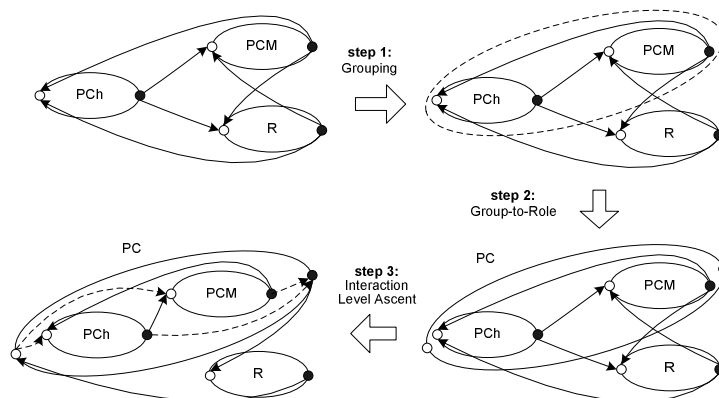 PCM
PCh
R
step 1:
Grouping
PCM
PCh
R
step 2:
Group-to-Role
PC
PCM
PCh
R
step 3:
Interaction
Level Ascent
PC
PCM
PCh
R